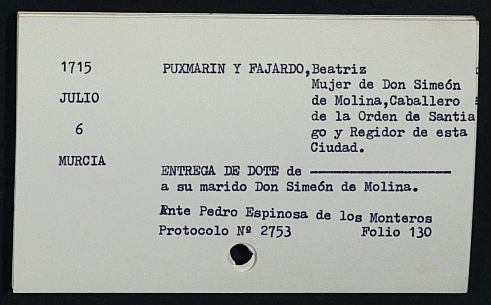 1715 PUXMARIN Y FAJARDO,Beatriz
Mujer de Don Simeón
JULIO de Molina,Caballero
de la Orden de Santia
6 go y Regidor de esta
Ciudad.
MURCIA
ENTREGA DE DOTE de --------------------
a su marido Don Simeón de Molina.
Ante Pedro Espinosa de los Monteros
Protocolo Nº 2753 Folio 130